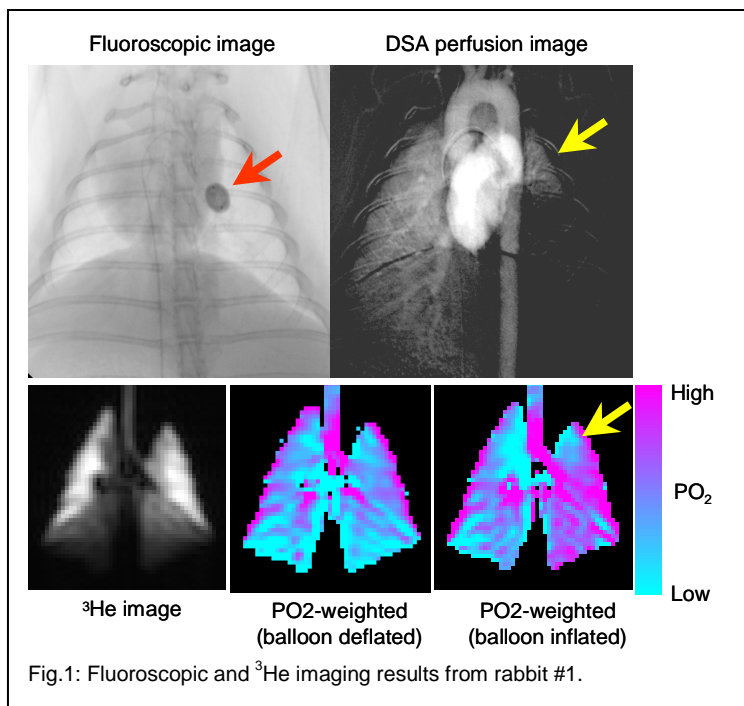 Fluoroscopic image
DSA perfusion image
High
PO₂
Low
³He image
PO2-weighted
(balloon deflated)
PO2-weighted
(balloon inflated)
Fig.1: Fluoroscopic and ³He imaging results from rabbit #1.